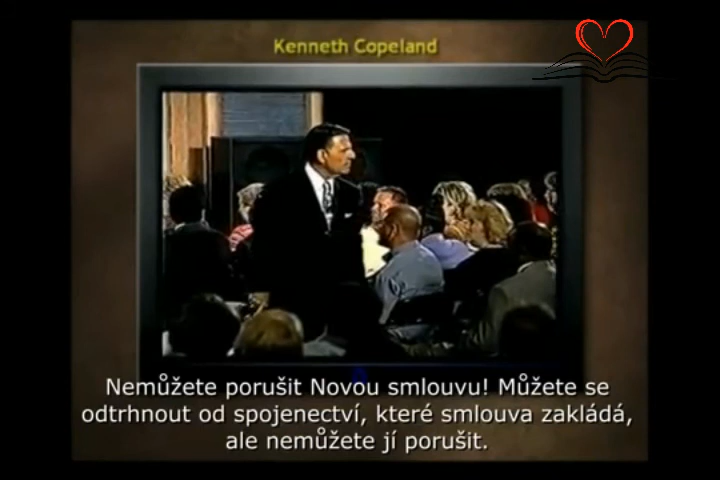 Kenneth Copeland
Nemůžete porušit Novou smlouvu! Můžete se
odtrhnout od spojenectví, které smlouva zakládá,
ale nemůžete jí porušit.